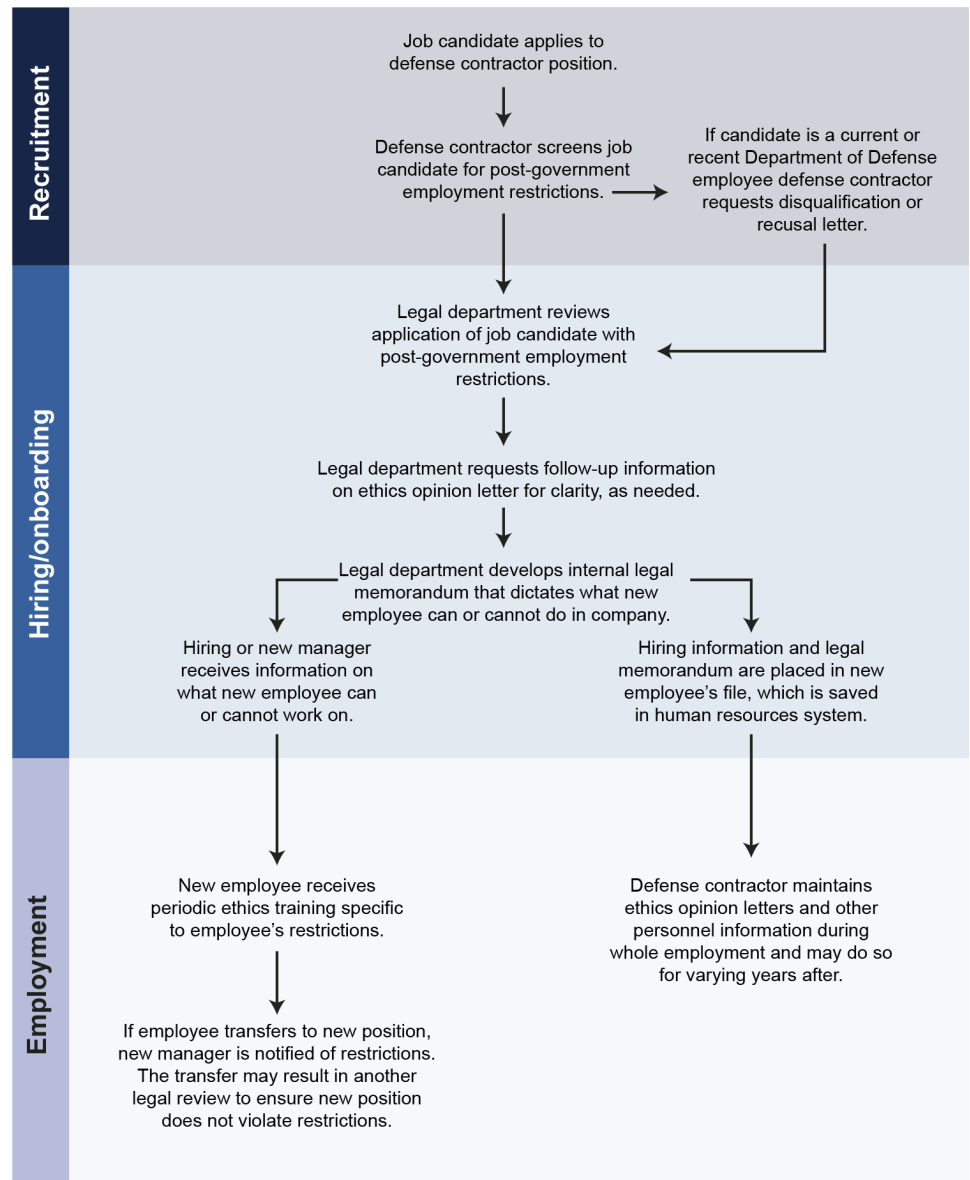 Recruitment
Job candidate applies to
defense contractor position.
Defense contractor screens job
candidate for post-government
employment restrictions.
If candidate is a current or
recent Department of Defense
employee defense contractor
requests disqualification or
recusal letter.
Hiring/onboarding
Legal department reviews
application of job candidate with
post-government employment
restrictions.
Legal department requests follow-up information
on ethics opinion letter for clarity, as needed.
Legal department develops internal legal
memorandum that dictates what new
employee can or cannot do in company.
Hiring or new manager
receives information on
what new employee can
or cannot work on.
Hiring information and legal
memorandum are placed in new
employee’s file, which is saved
in human resources system.
Employment
New employee receives
periodic ethics training specific
to employee’s restrictions.
If employee transfers to new position,
new manager is notified of restrictions.
The transfer may result in another
legal review to ensure new position
does not violate restrictions.
Defense contractor maintains
ethics opinion letters and other
personnel information during
whole employment and may do so
for varying years after.